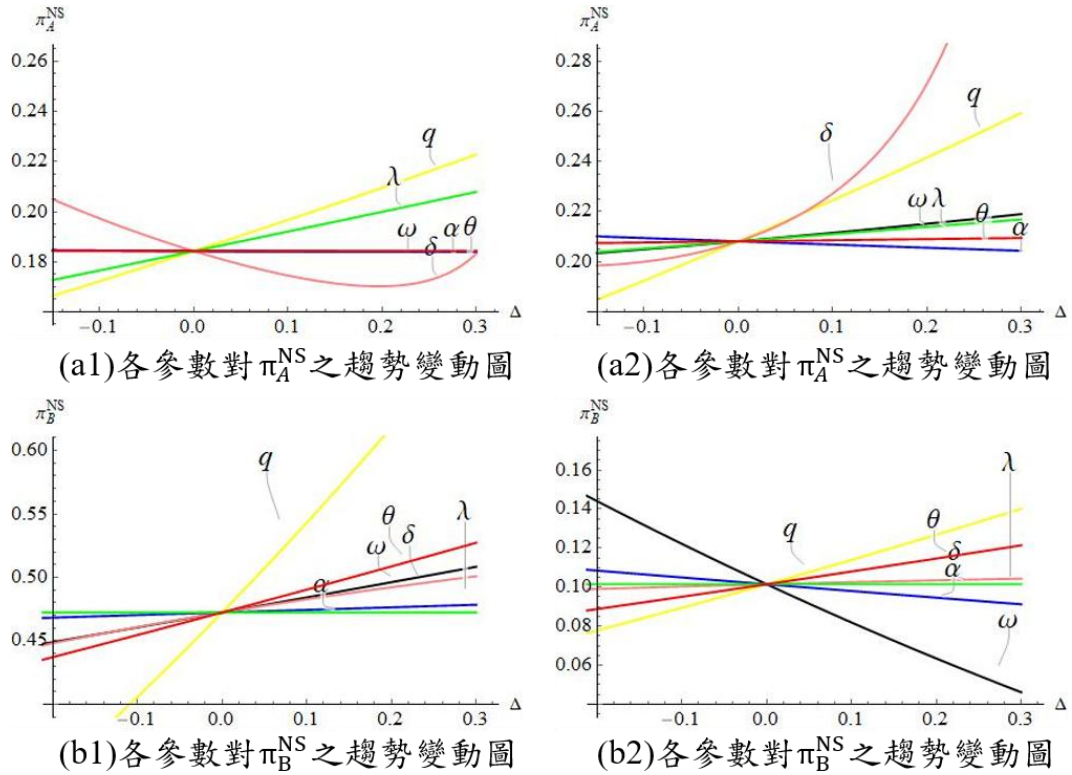 π_A^NS π_A^NS
0.26 0.28
0.24 0.26
0.22 0.24
0.20 0.22
0.18 0.20
q λ ω δ α θ
δ q ω λ θ α
−0.1 0.0 0.1 0.2 0.3 Δ −0.1 0.0 0.1 0.2 0.3 Δ
(a1)各參數對π_A^NS之趨勢變動圖 (a2)各參數對π_A^NS之趨勢變動圖
π_B^NS π_B^NS
0.60 0.16
0.55 0.14
0.50 0.12
0.45 0.10
0.08
0.06
q θ δ λ ω α
λ θ q δ α ω
−0.1 0.0 0.1 0.2 0.3 Δ −0.1 0.0 0.1 0.2 0.3 Δ
(b1)各參數對π_B^NS之趨勢變動圖 (b2)各參數對π_B^NS之趨勢變動圖